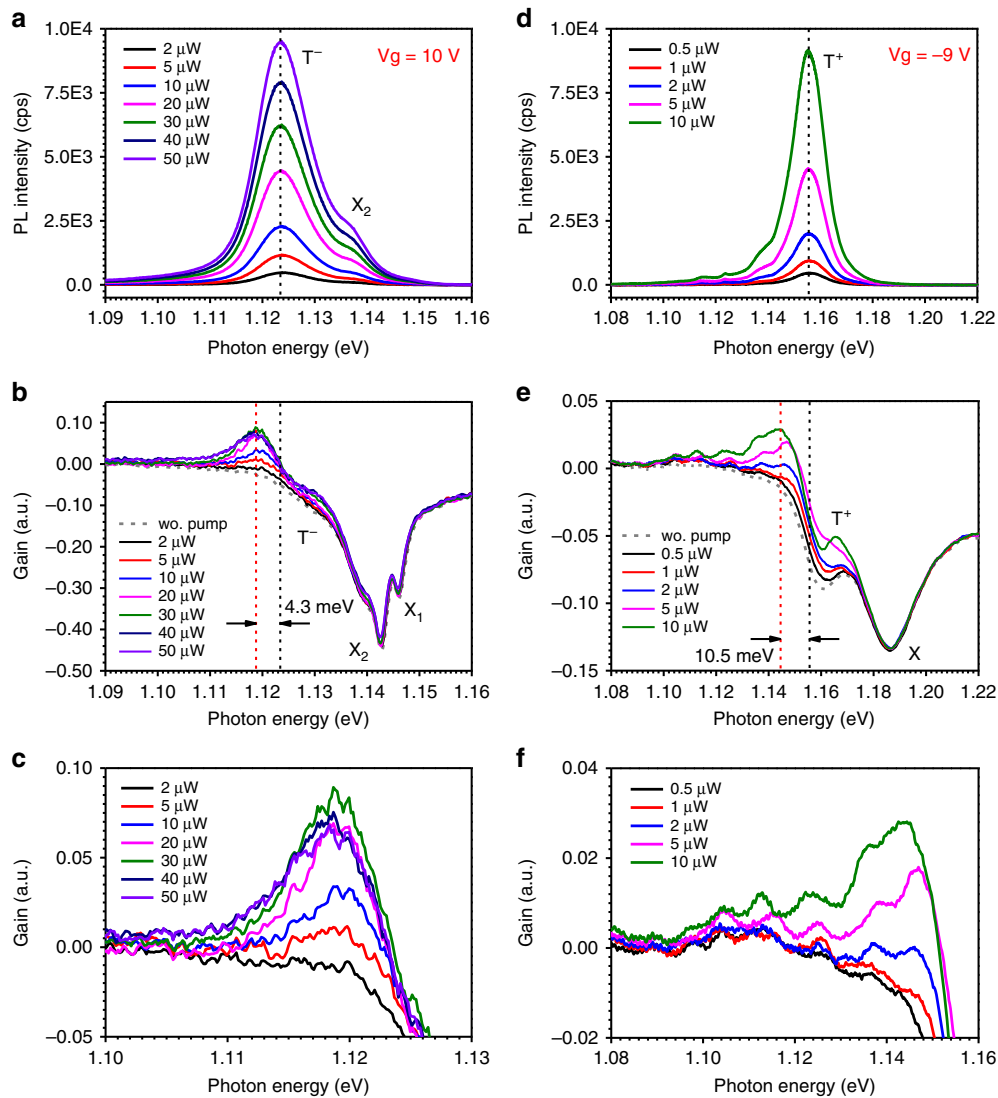 a
PL intensity (cps)
1.0E4
7.5E3
5.0E3
2.5E3
0.0
2 µW
5 µW
10 µW
20 µW
30 µW
40 µW
50 µW
T⁻
X₂
Vg = 10 V
1.09 1.10 1.11 1.12 1.13 1.14 1.15 1.16
Photon energy (eV)
d
PL intensity (cps)
1.0E4
7.5E3
5.0E3
2.5E3
0.0
0.5 µW
1 µW
2 µW
5 µW
10 µW
T⁺
Vg = –9 V
1.08 1.10 1.12 1.14 1.16 1.18 1.20 1.22
Photon energy (eV)
b
Gain (a.u.)
0.10
0.00
–0.10
–0.20
–0.30
–0.40
–0.50
wo. pump
2 µW
5 µW
10 µW
20 µW
30 µW
40 µW
50 µW
T⁻
4.3 meV
X₂
X₁
1.09 1.10 1.11 1.12 1.13 1.14 1.15 1.16
Photon energy (eV)
e
Gain (a.u.)
0.05
0.00
–0.05
–0.10
–0.15
wo. pump
0.5 µW
1 µW
2 µW
5 µW
10 µW
T⁺
10.5 meV
X
1.08 1.10 1.12 1.14 1.16 1.18 1.20 1.22
Photon energy (eV)
c
Gain (a.u.)
0.10
0.05
0.00
–0.05
2 µW
5 µW
10 µW
20 µW
30 µW
40 µW
50 µW
1.10 1.11 1.12 1.13
Photon energy (eV)
f
Gain (a.u.)
0.04
0.02
0.00
–0.02
0.5 µW
1 µW
2 µW
5 µW
10 µW
1.08 1.10 1.12 1.14 1.16
Photon energy (eV)